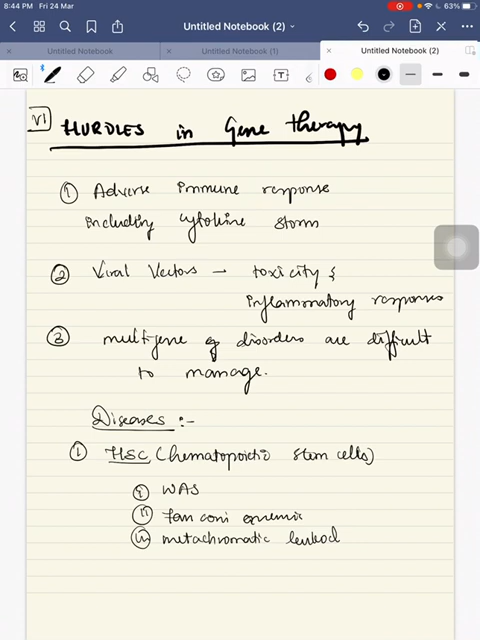 8:44 PM Fri 24 Mar
63%
Untitled Notebook (2)
Untitled Notebook
Untitled Notebook (1)
Untitled Notebook (2)
VI HURDLES in Gene therapy
1 Adverse immune response
including cytokine storm
2 Viral Vectors → toxicity &
inflammatory responses
3 multigene disorders are difficult
to manage.
Diseases :-
1 HSC (hematopoietic stem cells)
i WAS
ii Fanconi anemia
iii metachromatic leukod